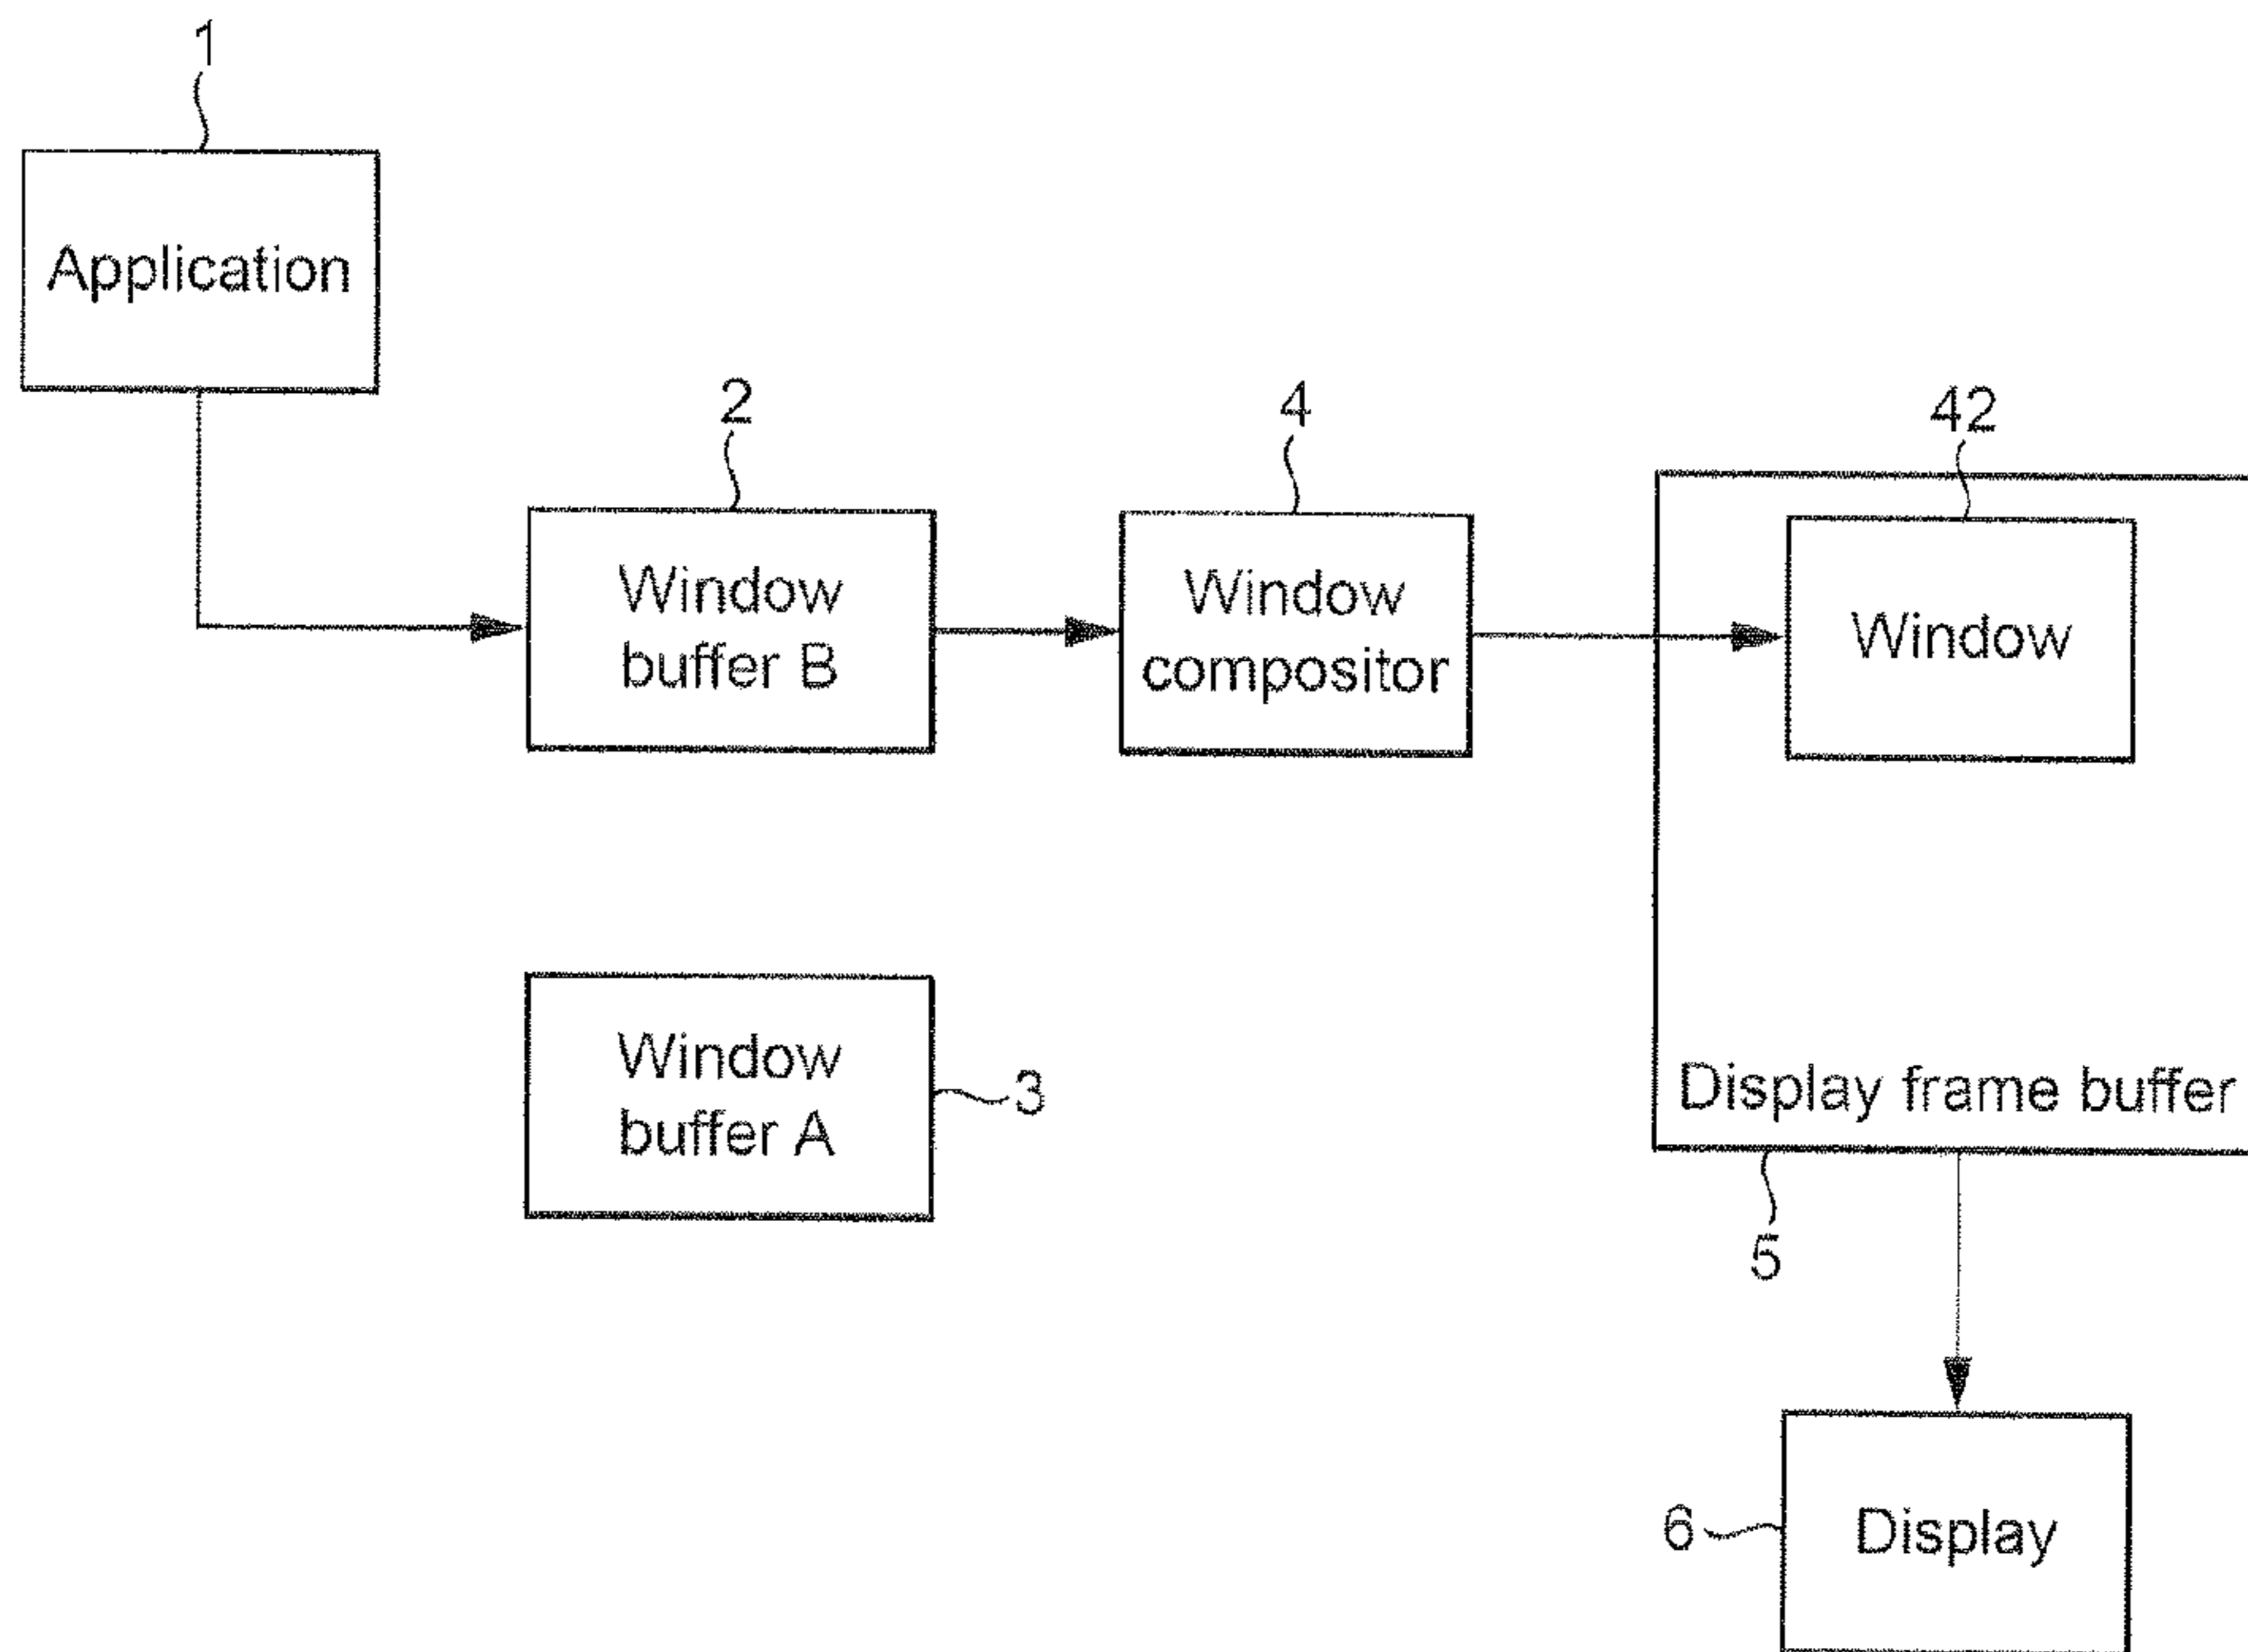 1
Application
2
Window
buffer B
4
Window
compositor
42
Window
Window
buffer A
3
Display frame buffer
5
6
Display